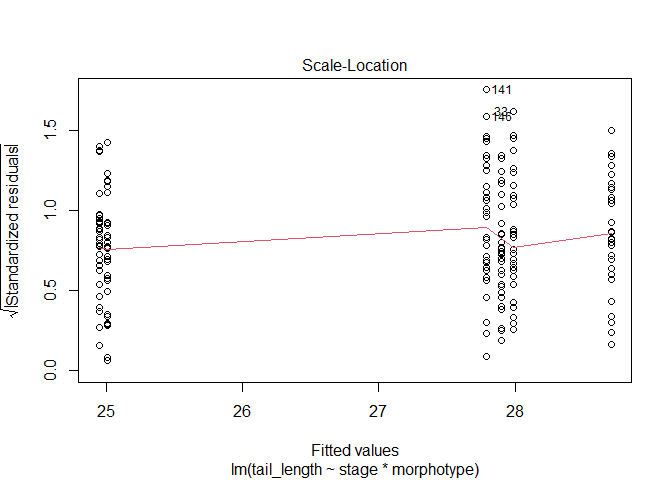 Scale-Location
√|Standardized residuals|
0.0
0.5
1.0
1.5
141
33
146
25
26
27
28
Fitted values
lm(tail_length ~ stage * morphotype)